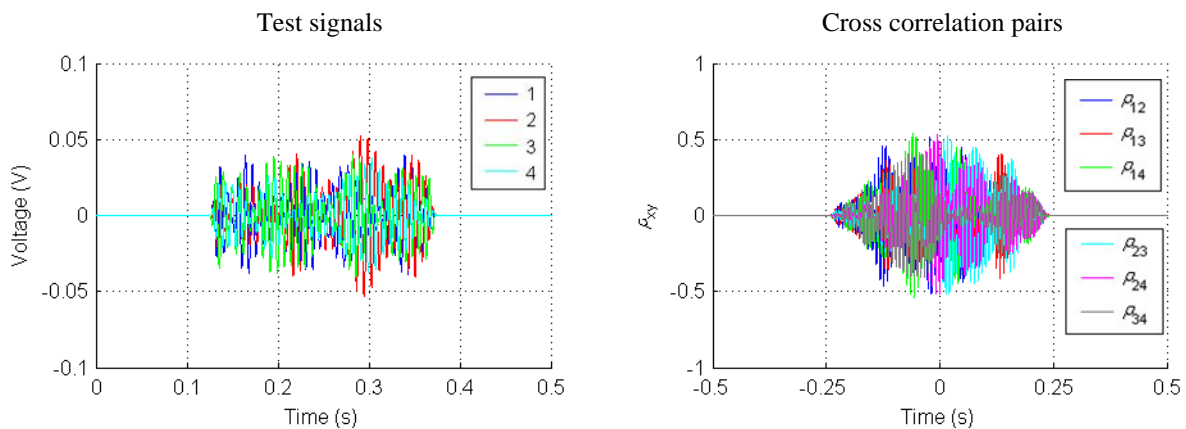 Test signals
0.1
0.05
0
-0.05
-0.1
Voltage (V)
0 0.1 0.2 0.3 0.4 0.5
Time (s)
1
2
3
4
Cross correlation pairs
1
0.5
0
-0.5
-1
ρxy
-0.5 -0.25 0 0.25 0.5
Time (s)
ρ12
ρ13
ρ14
ρ23
ρ24
ρ34